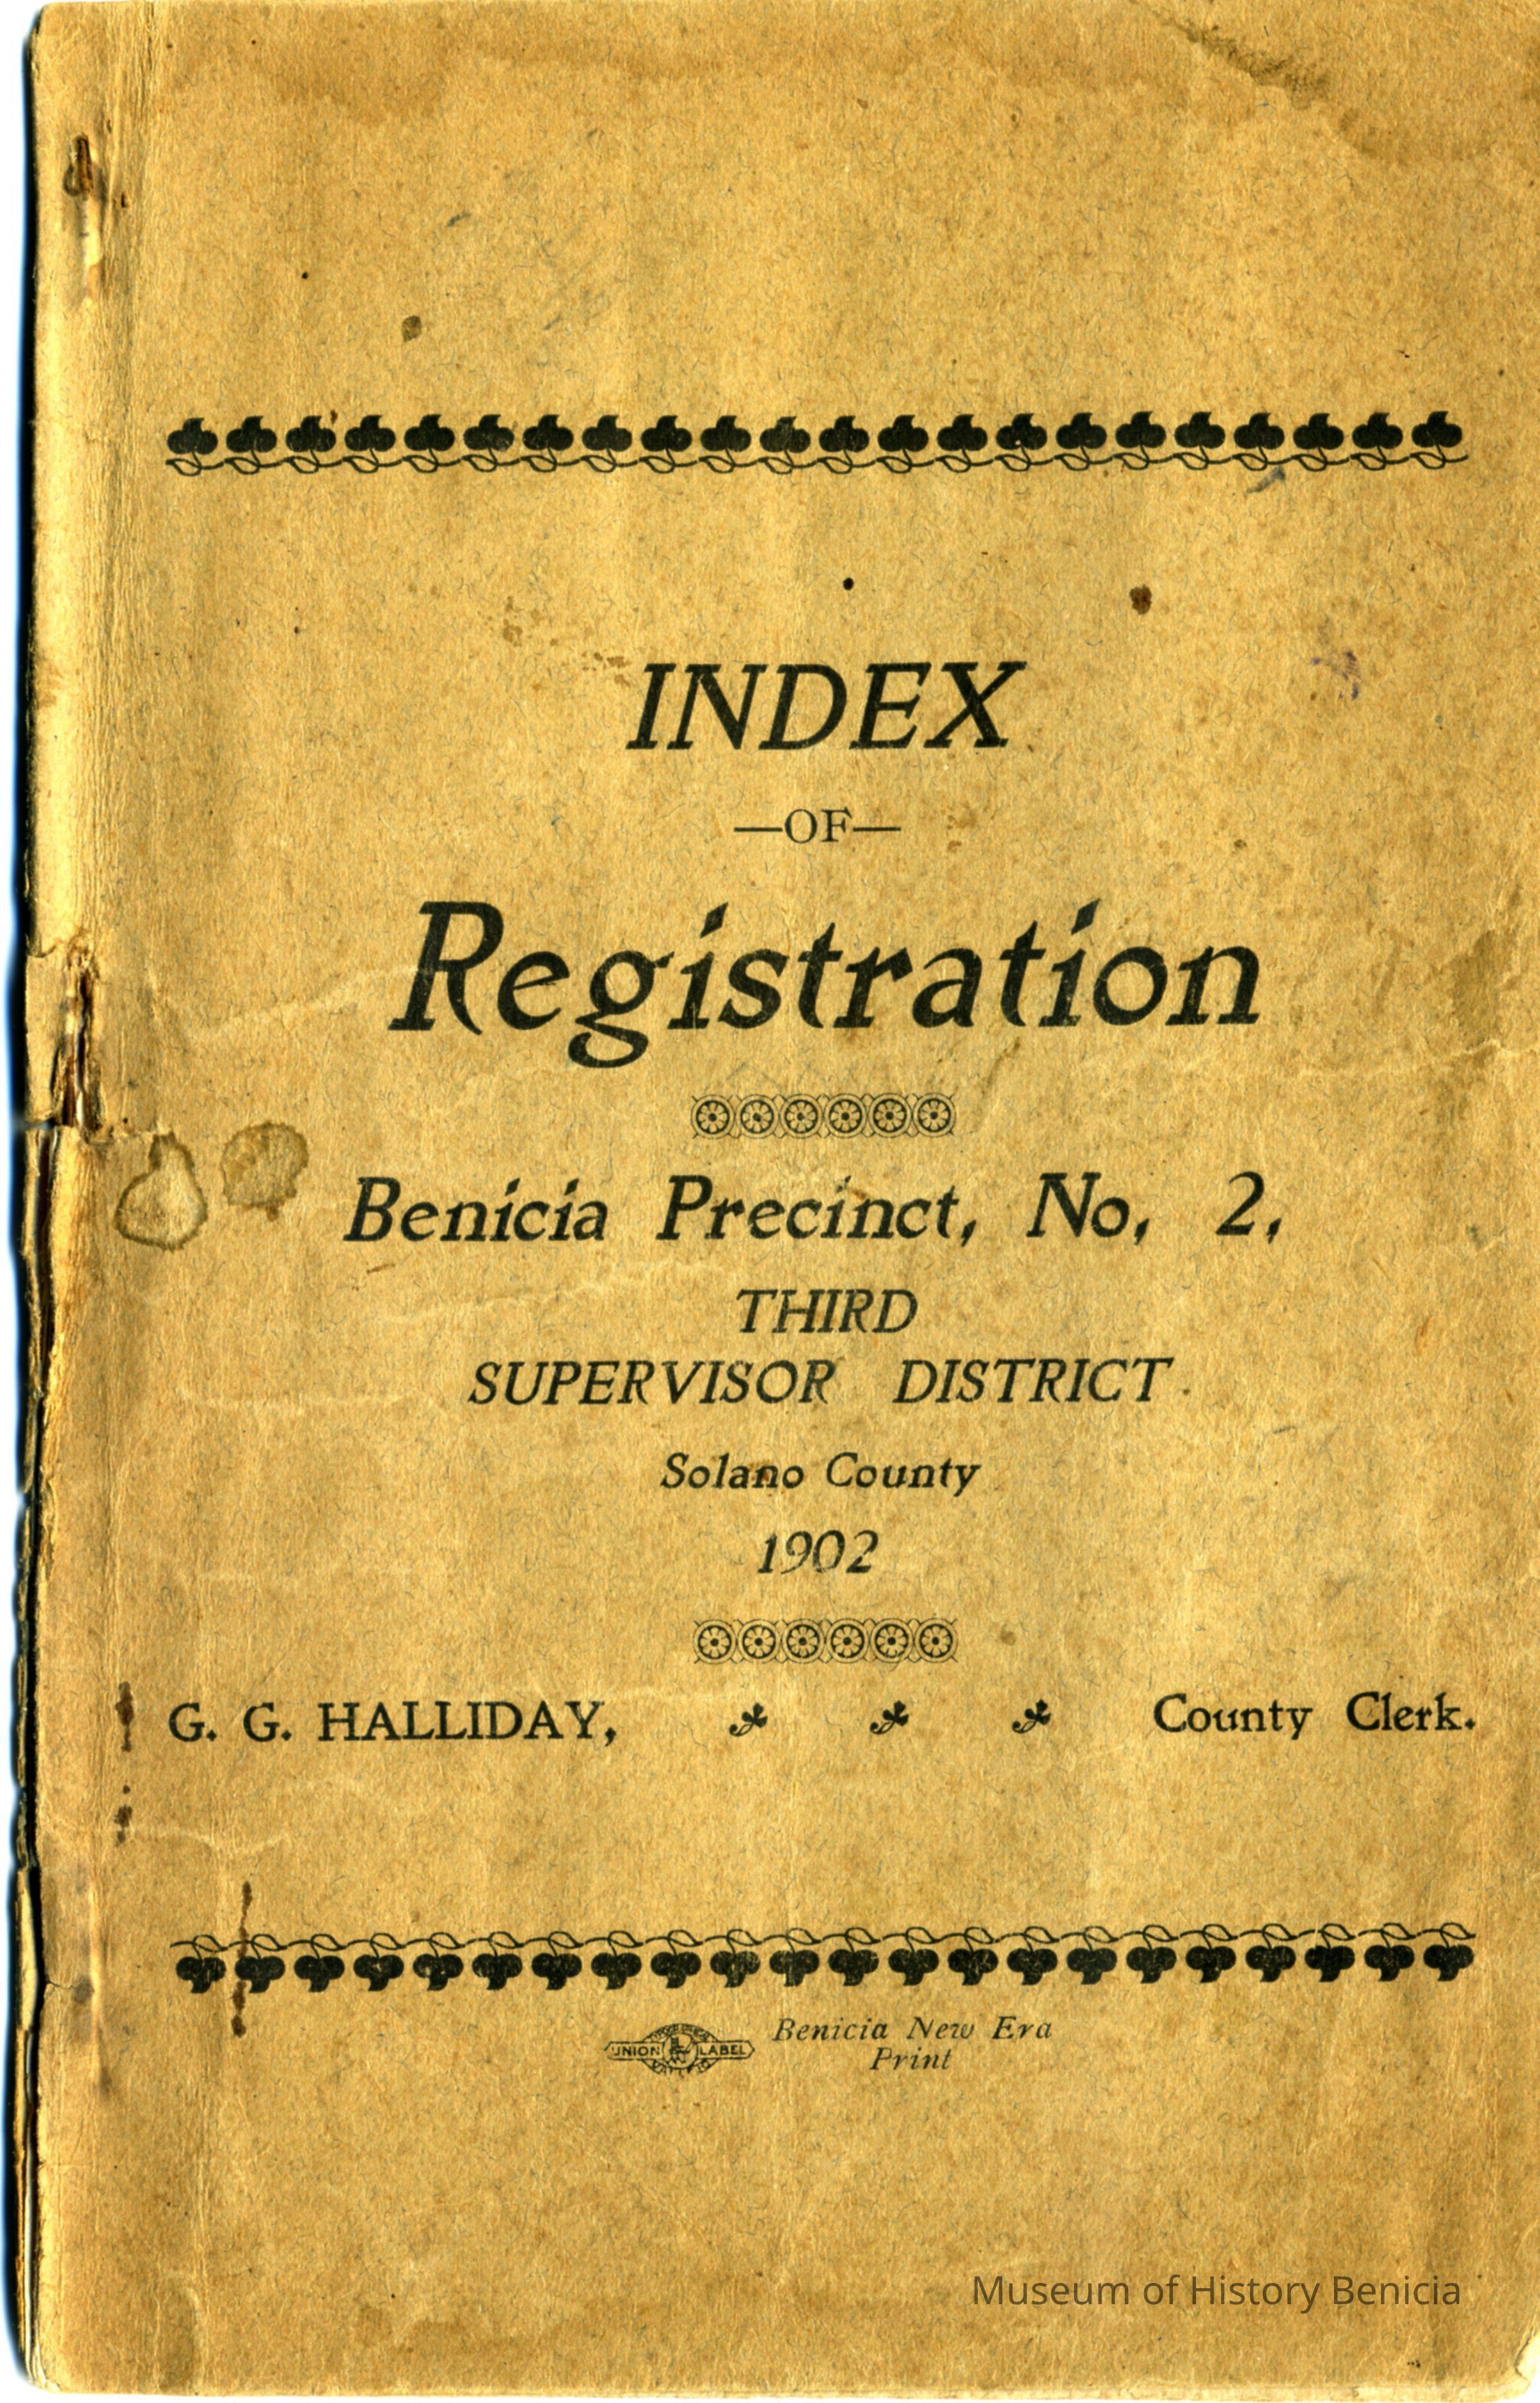 INDEX
—OF—
Registration
Benicia Precinct, No, 2,
THIRD
SUPERVISOR DISTRICT.
Solano County
1902
G. G. HALLIDAY, County Clerk.
UNION LABEL
Benicia New Era
Print
Museum of History Benicia